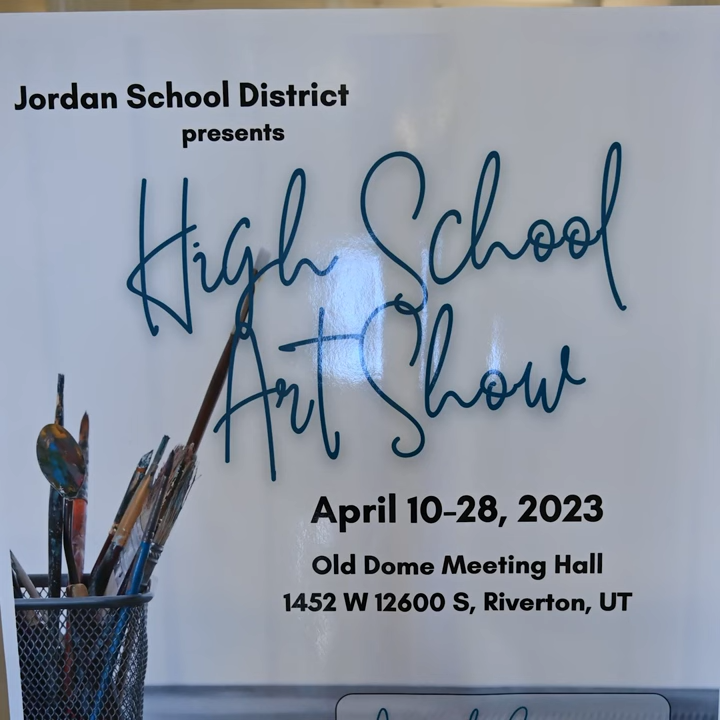 Jordan School District
presents
High School
Art Show
April 10-28, 2023
Old Dome Meeting Hall
1452 W 12600 S, Riverton, UT